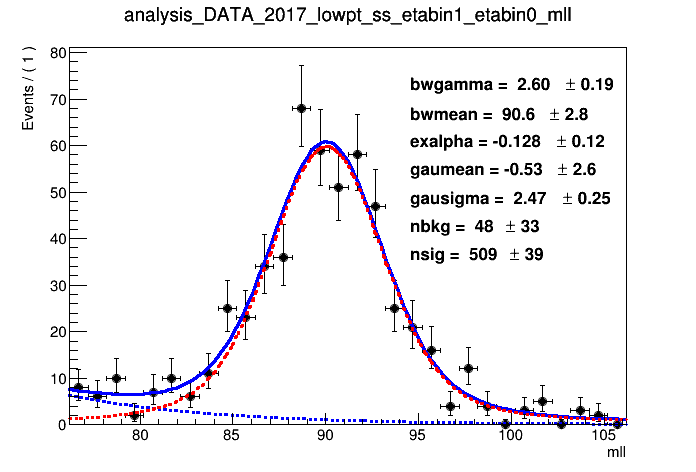 analysis_DATA_2017_lowpt_ss_etabin1_etabin0_mll
Events / ( 1 )
80
70
60
50
40
30
20
10
0
bwgamma = 2.60 ± 0.19
bwmean = 90.6 ± 2.8
exalpha = -0.128 ± 0.12
gaumean = -0.53 ± 2.6
gausigma = 2.47 ± 0.25
nbkg = 48 ± 33
nsig = 509 ± 39
80 85 90 95 100 105
mll